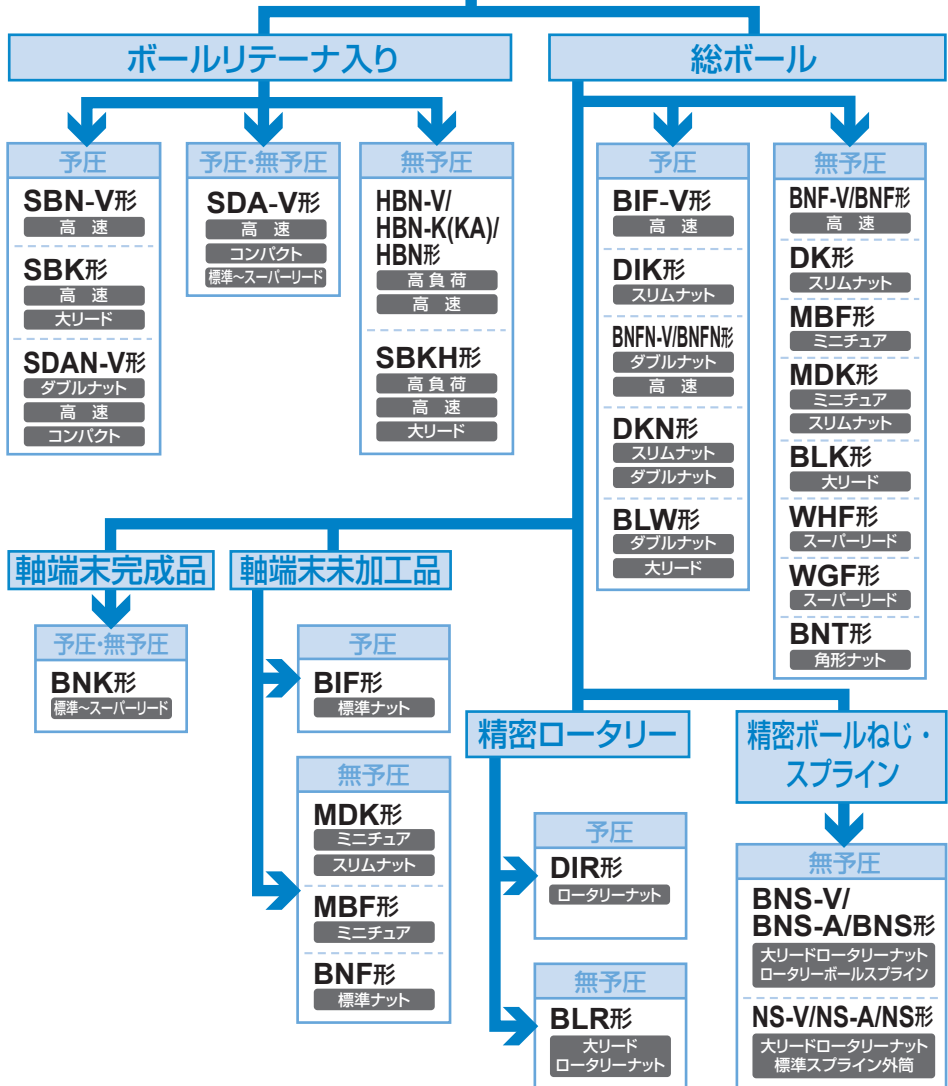 ボールリテーナ入り
予圧
SBN-V形
高速
SBK形
高速
大リード
SDAN-V形
ダブルナット
高速
コンパクト
予圧・無予圧
SDA-V形
高速
コンパクト
標準~スーパーリード
無予圧
HBN-V/
HBN-K(KA)/
HBN形
高負荷
高速
SBKH形
高負荷
高速
大リード
総ボール
予圧
BIF-V形
高速
DIK形
スリムナット
BNFN-V/BNFN形
ダブルナット
高速
DKN形
スリムナット
ダブルナット
BLW形
ダブルナット
大リード
無予圧
BNF-V/BNF形
高速
DK形
スリムナット
MBF形
ミニチュア
MDK形
ミニチュア
スリムナット
BLK形
大リード
WHF形
スーパーリード
WGF形
スーパーリード
BNT形
角形ナット
軸端末完成品
予圧・無予圧
BNK形
標準~スーパーリード
軸端末未加工品
予圧
BIF形
標準ナット
無予圧
MDK形
ミニチュア
スリムナット
MBF形
ミニチュア
BNF形
標準ナット
精密ロータリー
予圧
DIR形
ロータリーナット
無予圧
BLR形
大リード
ロータリーナット
精密ボールねじ・
スプライン
無予圧
BNS-V/
BNS-A/BNS形
大リードロータリーナット
ロータリーボールスプライン
NS-V/NS-A/NS形
大リードロータリーナット
標準スプライン外筒